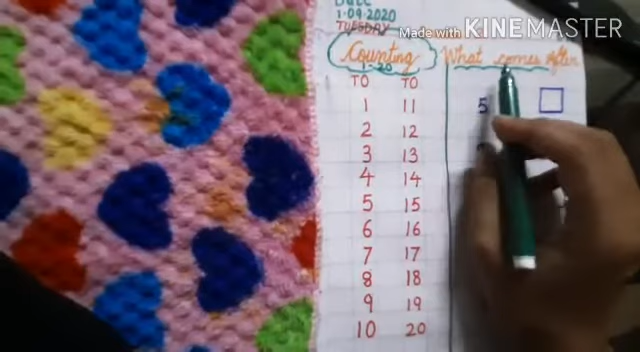 Made with KINEMASTER
Date
1.09.2020
TUESDAY
Counting
1-20
What comes after
TO TO
1 11
2 12
3 13
4 14
5 15
6 16
7 17
8 18
9 19
10 20
5